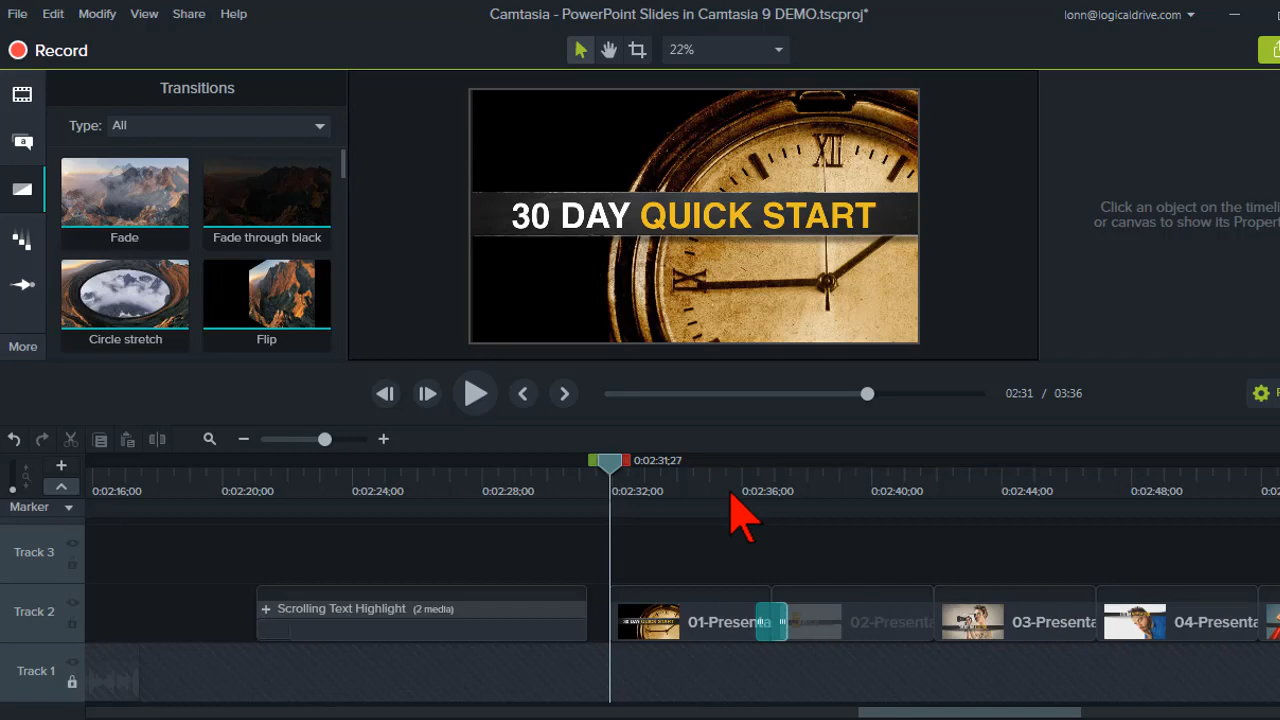 File Edit Modify View Share Help
Camtasia - PowerPoint Slides in Camtasia 9 DEMO.tscproj*
lonn@logicaldrive.com
Record
22%
Transitions
Type: All
Fade
Fade through black
Circle stretch
Flip
More
XII
IX
30 DAY QUICK START
Click an object on the timeli
or canvas to show its Propert
02:31 / 03:36
0:02:31;27
0:02:16;00 0:02:20;00 0:02:24;00 0:02:28;00 0:02:32;00 0:02:36;00 0:02:40;00 0:02:44;00 0:02:48;00
Marker
Track 3
Track 2
Scrolling Text Highlight (2 media)
01-Presenta 02-Presenta 03-Presenta 04-Presenta
Track 1